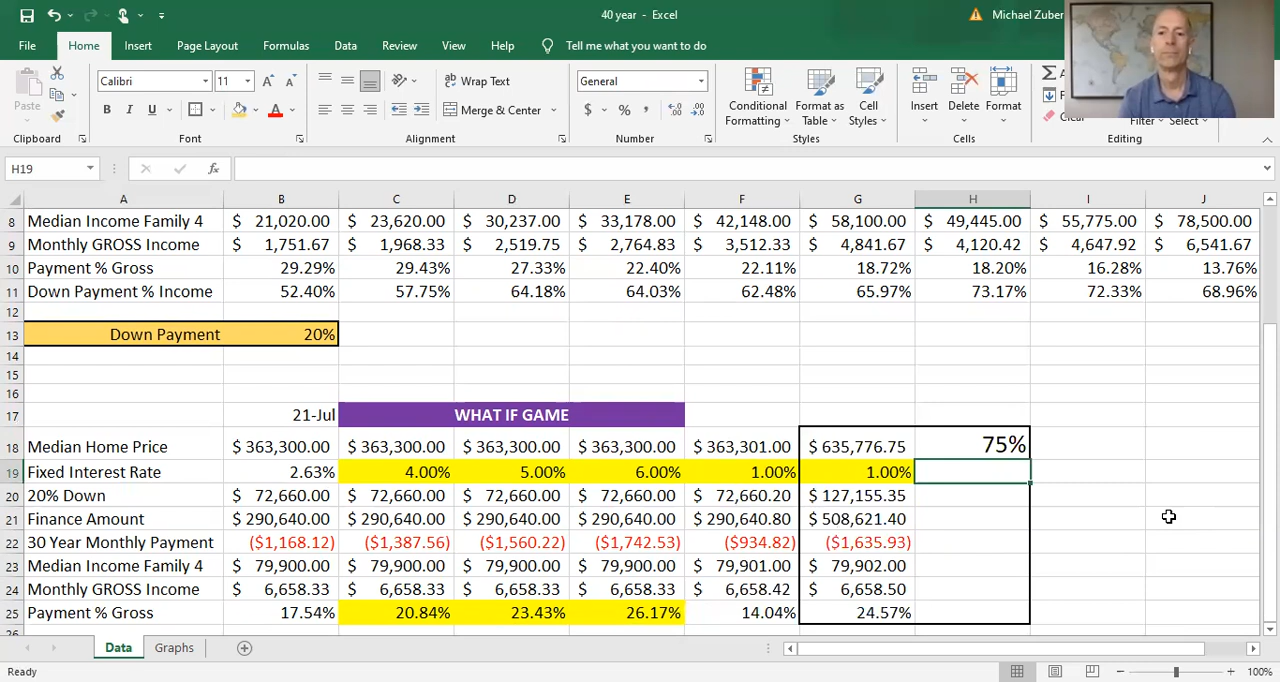 40 year - Excel
Michael Zuber
File Home Insert Page Layout Formulas Data Review View Help Tell me what you want to do
Calibri 11 Wrap Text General
Paste B I U Merge & Center $ % , Conditional Formatting Format as Table Cell Styles Insert Delete Format Clear Filter Select
Clipboard Font Alignment Number Styles Cells Editing
H19 fx
A B C D E F G H I J
8 Median Income Family 4 $ 21,020.00 $ 23,620.00 $ 30,237.00 $ 33,178.00 $ 42,148.00 $ 58,100.00 $ 49,445.00 $ 55,775.00 $ 78,500.00
9 Monthly GROSS Income $ 1,751.67 $ 1,968.33 $ 2,519.75 $ 2,764.83 $ 3,512.33 $ 4,841.67 $ 4,120.42 $ 4,647.92 $ 6,541.67
10 Payment % Gross 29.29% 29.43% 27.33% 22.40% 22.11% 18.72% 18.20% 16.28% 13.76%
11 Down Payment % Income 52.40% 57.75% 64.18% 64.03% 62.48% 65.97% 73.17% 72.33% 68.96%
12
13 Down Payment 20%
14
15
16
17 21-Jul WHAT IF GAME
18 Median Home Price $ 363,300.00 $ 363,300.00 $ 363,300.00 $ 363,300.00 $ 363,301.00 $ 635,776.75 75%
19 Fixed Interest Rate 2.63% 4.00% 5.00% 6.00% 1.00% 1.00%
20 20% Down $ 72,660.00 $ 72,660.00 $ 72,660.00 $ 72,660.00 $ 72,660.20 $ 127,155.35
21 Finance Amount $ 290,640.00 $ 290,640.00 $ 290,640.00 $ 290,640.00 $ 290,640.80 $ 508,621.40
22 30 Year Monthly Payment ($1,168.12) ($1,387.56) ($1,560.22) ($1,742.53) ($934.82) ($1,635.93)
23 Median Income Family 4 $ 79,900.00 $ 79,900.00 $ 79,900.00 $ 79,900.00 $ 79,901.00 $ 79,902.00
24 Monthly GROSS Income $ 6,658.33 $ 6,658.33 $ 6,658.33 $ 6,658.33 $ 6,658.42 $ 6,658.50
25 Payment % Gross 17.54% 20.84% 23.43% 26.17% 14.04% 24.57%
26
Data Graphs
Ready 100%